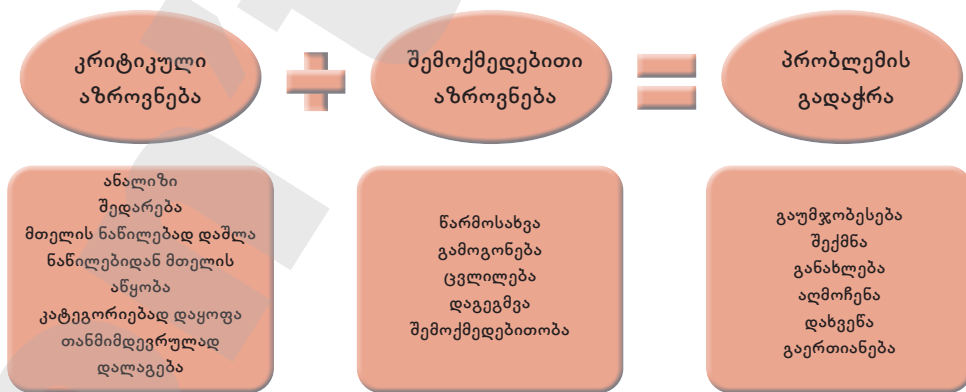 კრიტიკული
აზროვნება
შემოქმედებითი
აზროვნება
პრობლემის
გადაჭრა
ანალიზი
შედარება
მთელის ნაწილებად დაშლა
ნაწილებიდან მთელის
აწყობა
კატეგორიებად დაყოფა
თანმიმდევრულად
დალაგება
წარმოსახვა
გამოგონება
ცვლილება
დაგეგმვა
შემოქმედებითობა
გაუმჯობესება
შექმნა
განახლება
აღმოჩენა
დახვეწა
გაერთიანება